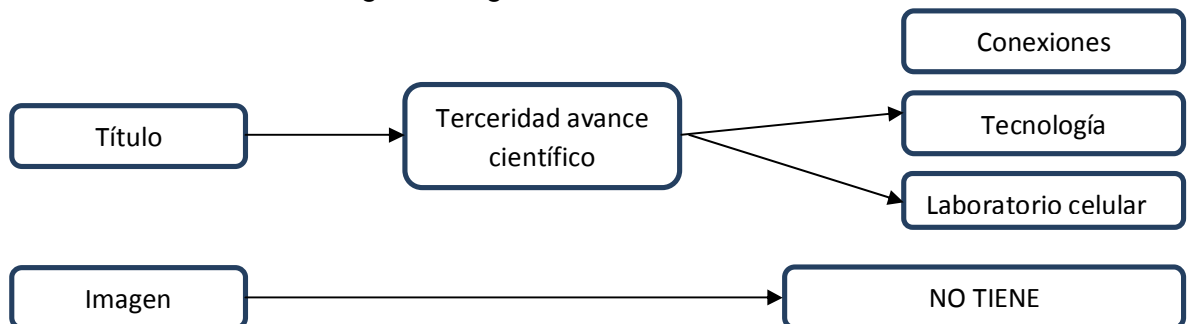 Conexiones
Título
Terceridad avance
científico
Tecnología
Laboratorio celular
Imagen
NO TIENE